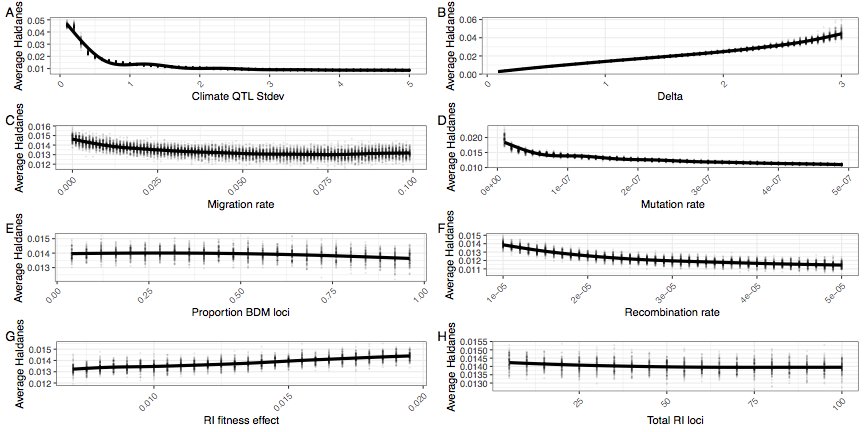 A
Average Haldanes
0.05
0.04
0.03
0.02
0.01
0
1
2
3
4
5
Climate QTL Stdev
B
Average Haldanes
0.06
0.04
0.02
0.00
0
1
2
3
Delta
C
Average Haldanes
0.016
0.015
0.014
0.013
0.012
0.000
0.025
0.050
0.075
0.100
Migration rate
D
Average Haldanes
0.020
0.015
0.010
0e+00
1e-07
2e-07
3e-07
4e-07
5e-07
Mutation rate
E
Average Haldanes
0.015
0.014
0.013
0.00
0.25
0.50
0.75
1.00
Proportion BDM loci
F
Average Haldanes
0.015
0.014
0.013
0.012
0.011
1e-05
2e-05
3e-05
4e-05
5e-05
Recombination rate
G
Average Haldanes
0.015
0.014
0.013
0.012
0.010
0.015
0.020
RI fitness effect
H
Average Haldanes
0.0155
0.0150
0.0145
0.0140
0.0135
0.0130
25
50
75
100
Total RI loci